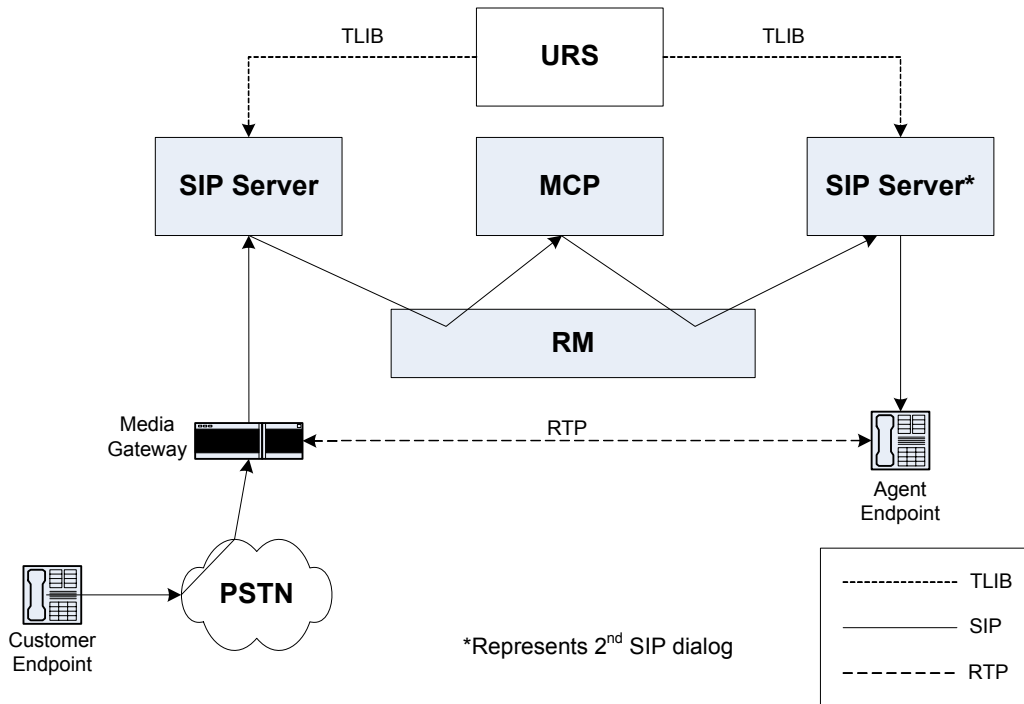 TLIB
URS
TLIB
SIP Server
MCP
SIP Server*
RM
Media
Gateway
RTP
Agent
Endpoint
PSTN
Customer
Endpoint
*Represents 2nd SIP dialog
TLIB
SIP
RTP